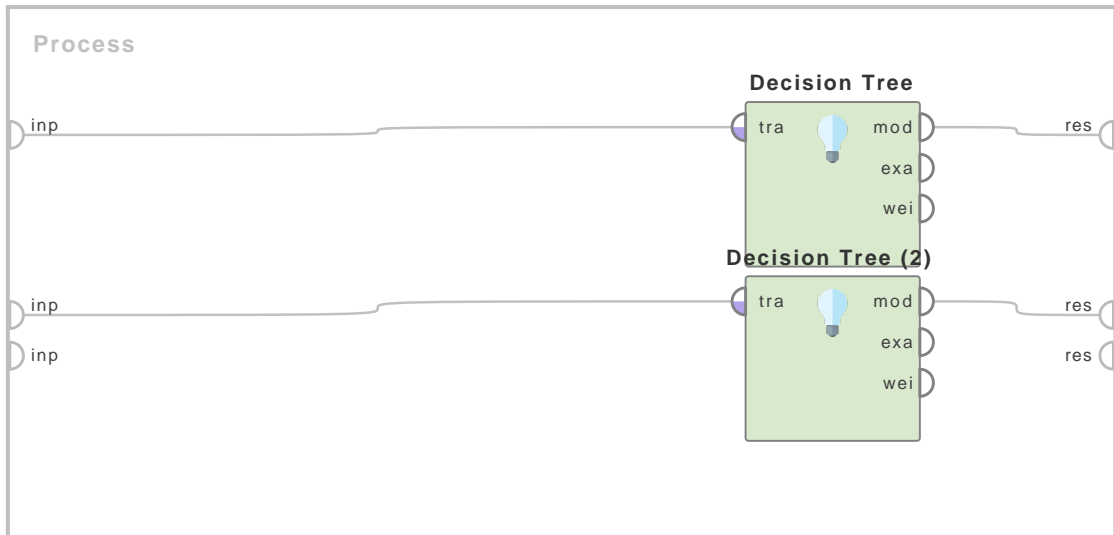 Process
Decision Tree
inp tra mod res
exa
wei
Decision Tree (2)
inp tra mod res
inp exa res
wei